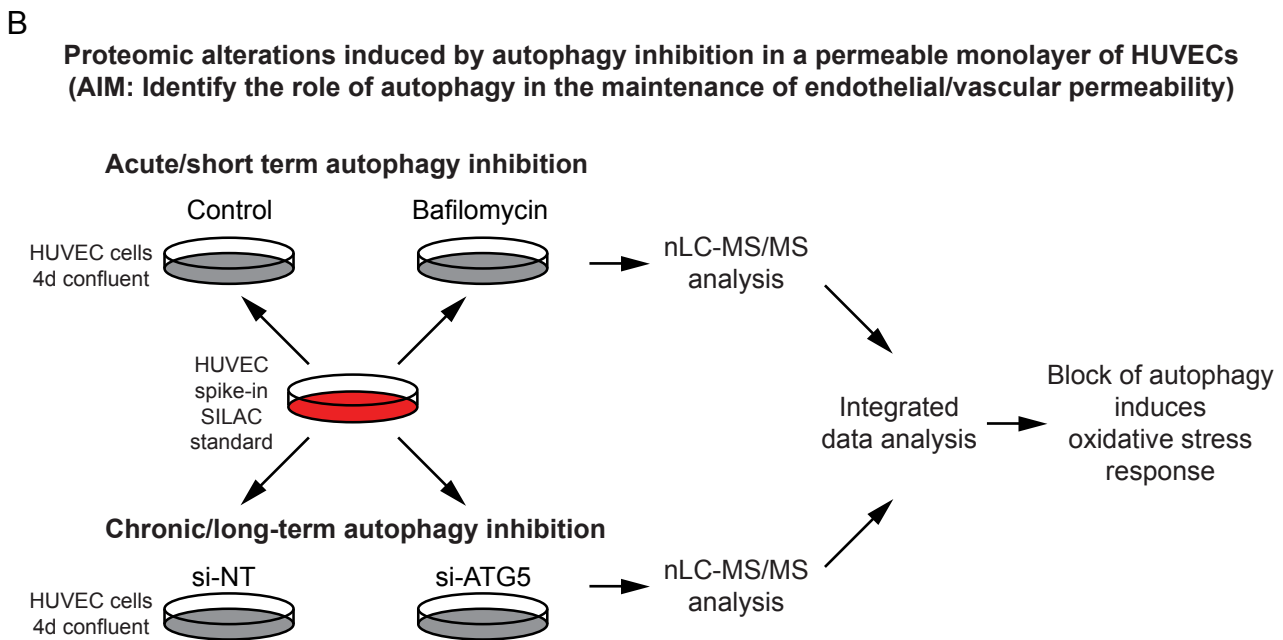 B
Proteomic alterations induced by autophagy inhibition in a permeable monolayer of HUVECs
(AIM: Identify the role of autophagy in the maintenance of endothelial/vascular permeability)
Acute/short term autophagy inhibition
Control
Bafilomycin
HUVEC cells
4d confluent
nLC-MS/MS
analysis
HUVEC
spike-in
SILAC
standard
Integrated
data analysis
Block of autophagy
induces
oxidative stress
response
Chronic/long-term autophagy inhibition
si-NT
si-ATG5
HUVEC cells
4d confluent
nLC-MS/MS
analysis